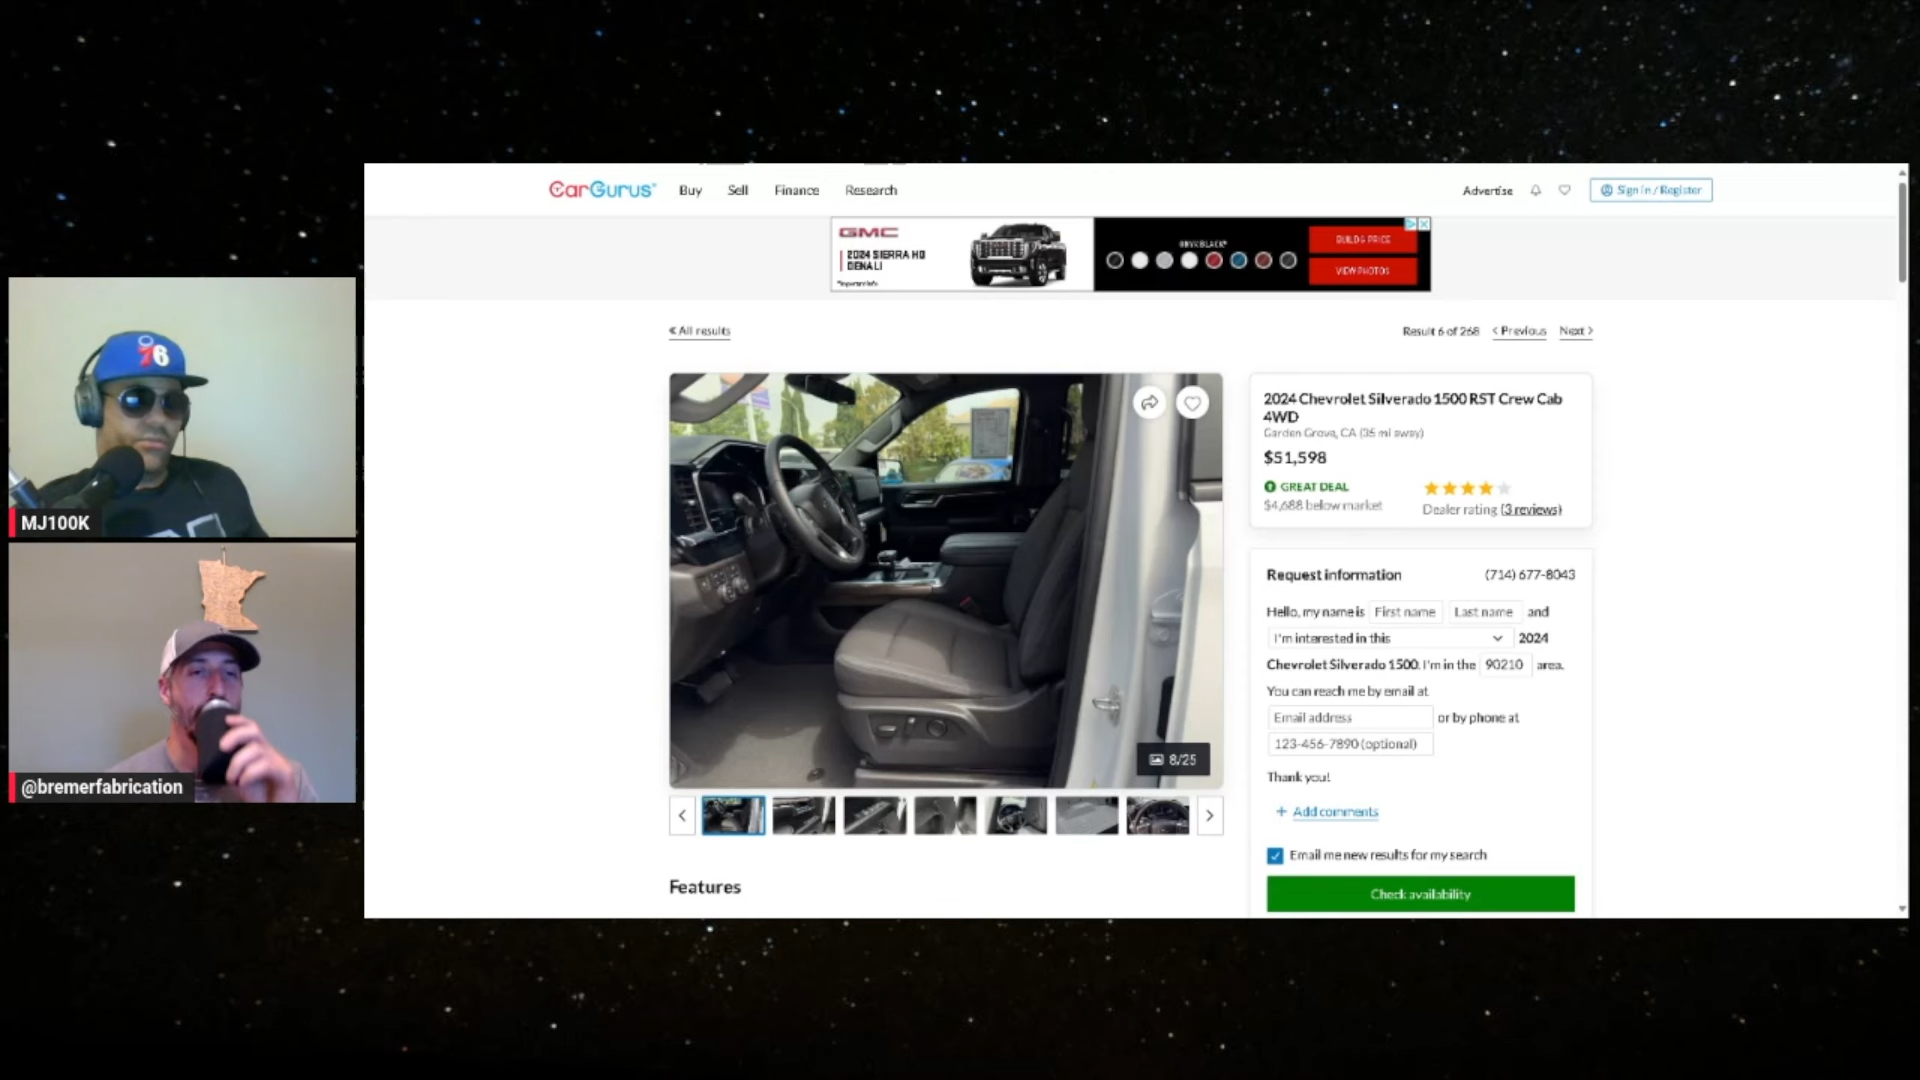 CarGurus
Buy
Sell
Finance
Research
Advertise
Sign in / Register
GMC
2024 SIERRA HD
DENALI
ONYX BLACK*
BUILD & PRICE
VIEW PHOTOS
All results
Result 6 of 268
Previous
Next
2024 Chevrolet Silverado 1500 RST Crew Cab
4WD
Garden Grove, CA (35 mi away)
$51,598
GREAT DEAL
$4,688 below market
Dealer rating (3 reviews)
Request information
(714) 677-8043
Hello, my name is First name Last name and
I'm interested in this 2024
Chevrolet Silverado 1500. I'm in the 90210 area.
You can reach me by email at
Email address or by phone at
123-456-7890 (optional)
Thank you!
+ Add comments
Email me new results for my search
Check availability
8/25
Features
76
MJ100K
@bremerfabrication